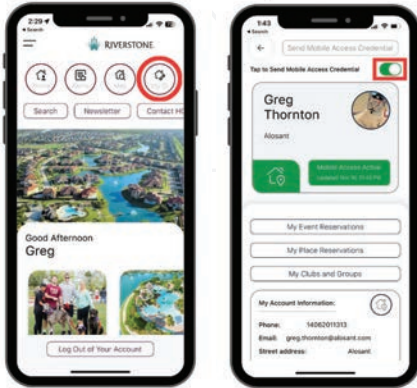 2:29
Search
RIVERSTONE
Search
Newsletter
Contact HO
Good Afternoon
Greg
Log Out of Your Account
1:43
Search
Send Mobile Access Credential
Tap to Send Mobile Access Credential
Greg
Thornton
Alosant
Mobile Access Active
My Event Reservations
My Place Reservations
My Clubs and Groups
My Account Information:
Phone: 14062011313
Email: greg.thornton@alosant.com
Street address: Alosant